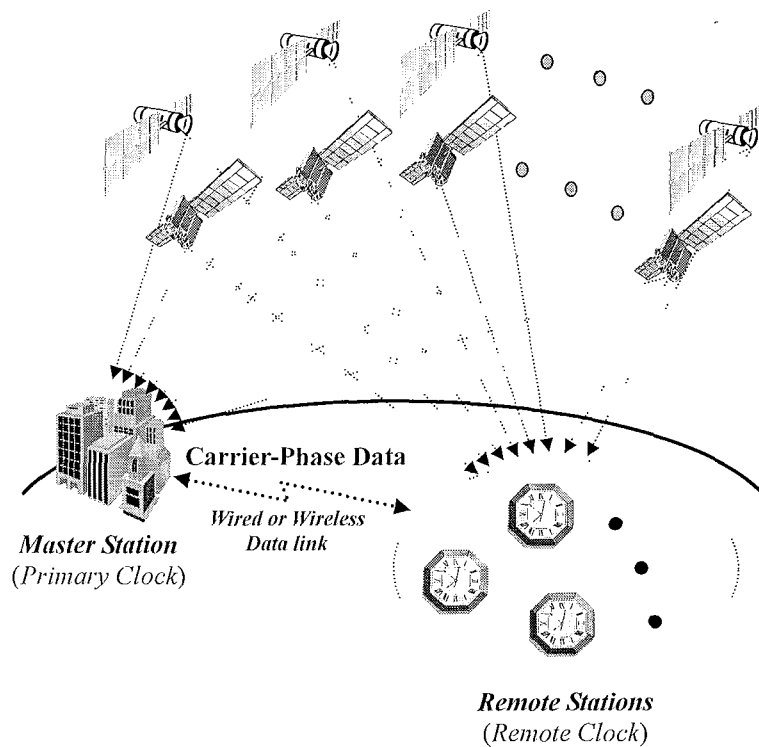 Carrier-Phase Data
Wired or Wireless
Data link
Master Station
(Primary Clock)
Remote Stations
(Remote Clock)